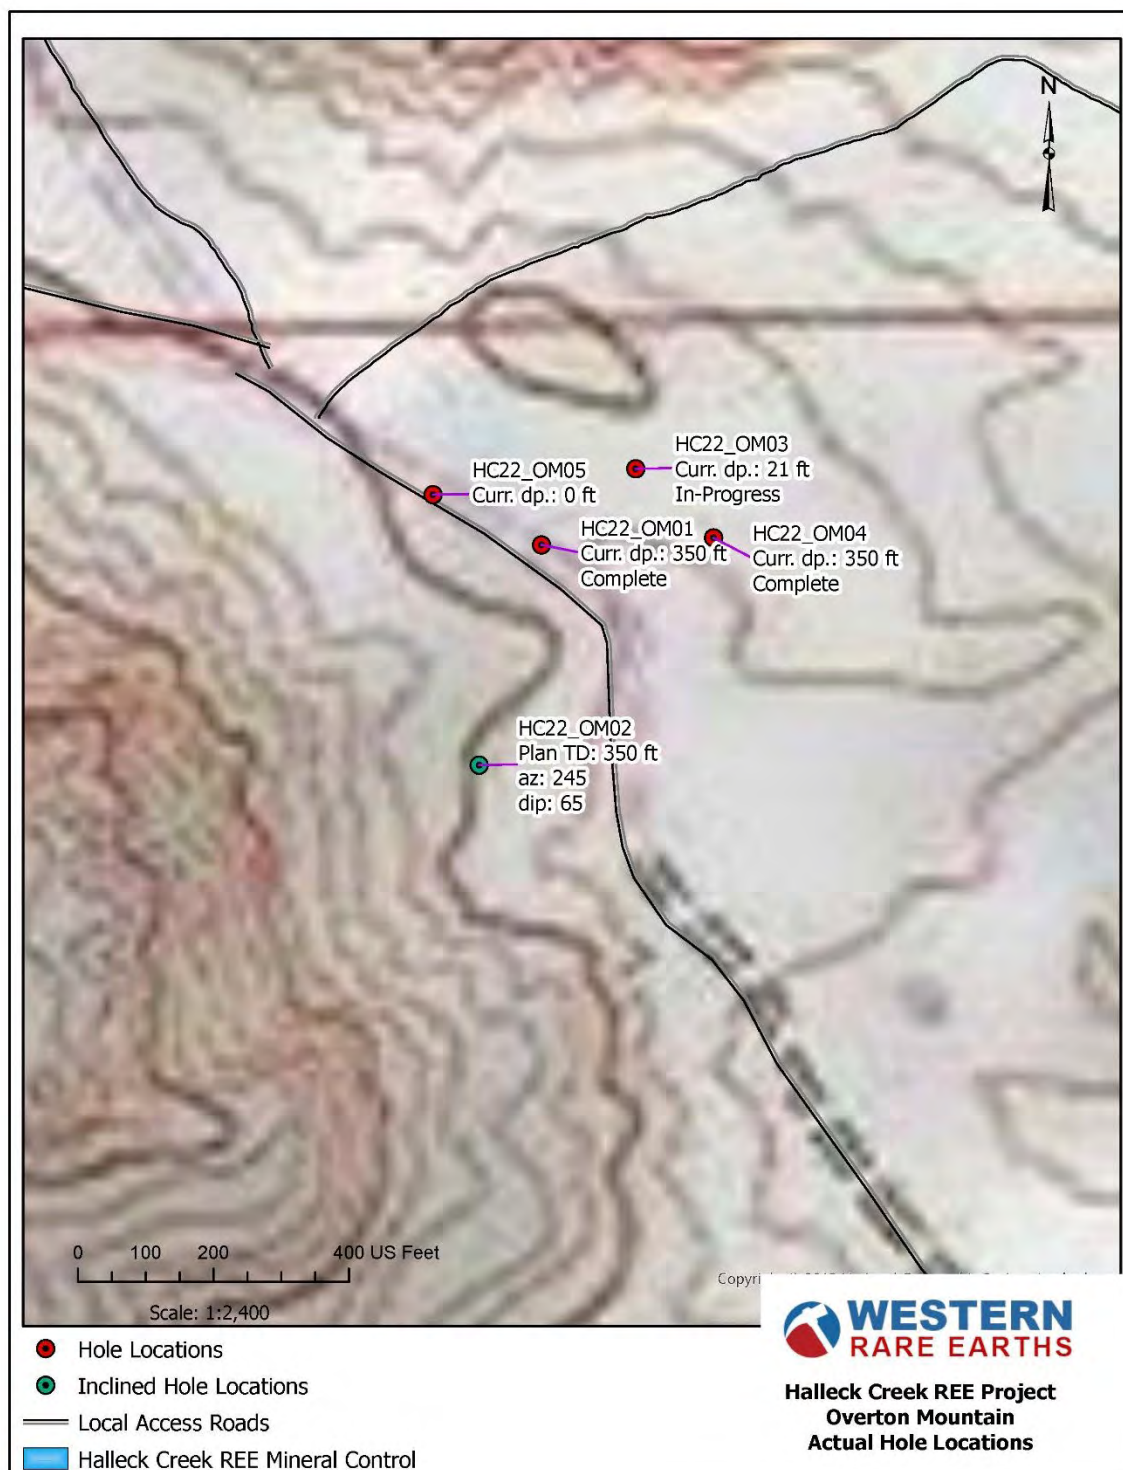 N
HC22_OM03
Curr. dp.: 21 ft
In-Progress
HC22_OM05
Curr. dp.: 0 ft
HC22_OM01
Curr. dp.: 350 ft
Complete
HC22_OM04
Curr. dp.: 350 ft
Complete
HC22_OM02
Plan TD: 350 ft
az: 245
dip: 65
0 100 200 400 US Feet
Scale: 1:2,400
Hole Locations
Inclined Hole Locations
Local Access Roads
Halleck Creek REE Mineral Control
WESTERN
RARE EARTHS
Halleck Creek REE Project
Overton Mountain
Actual Hole Locations